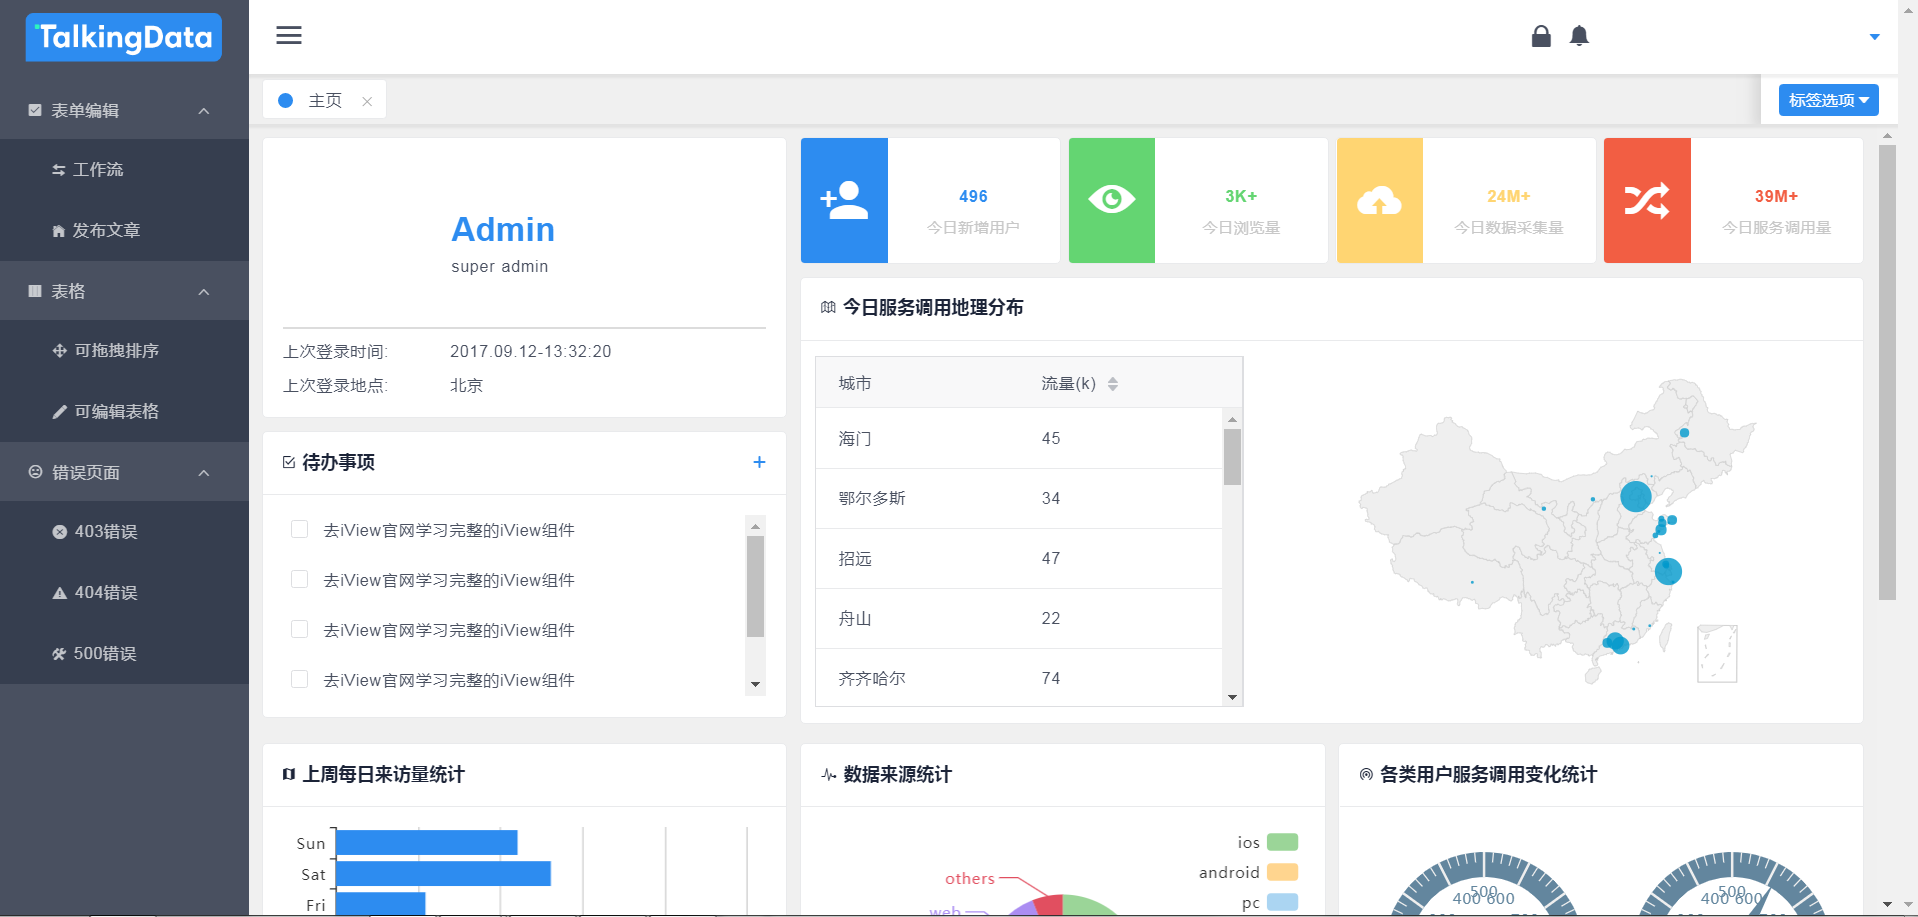 TalkingData
表单编辑
工作流
发布文章
表格
可拖拽排序
可编辑表格
错误页面
403错误
404错误
500错误
主页
标签选项
Admin
super admin
上次登录时间: 2017.09.12-13:32:20
上次登录地点: 北京
496
今日新增用户
3K+
今日浏览量
24M+
今日数据采集量
39M+
今日服务调用量
待办事项
去iView官网学习完整的iView组件
去iView官网学习完整的iView组件
去iView官网学习完整的iView组件
去iView官网学习完整的iView组件
今日服务调用地理分布
城市 流量(k)
海门 45
鄂尔多斯 34
招远 47
舟山 22
齐齐哈尔 74
上周每日来访量统计
Sun
Sat
Fri
数据来源统计
ios
android
pc
others
web
各类用户服务调用变化统计
500
400 600
500
400 600